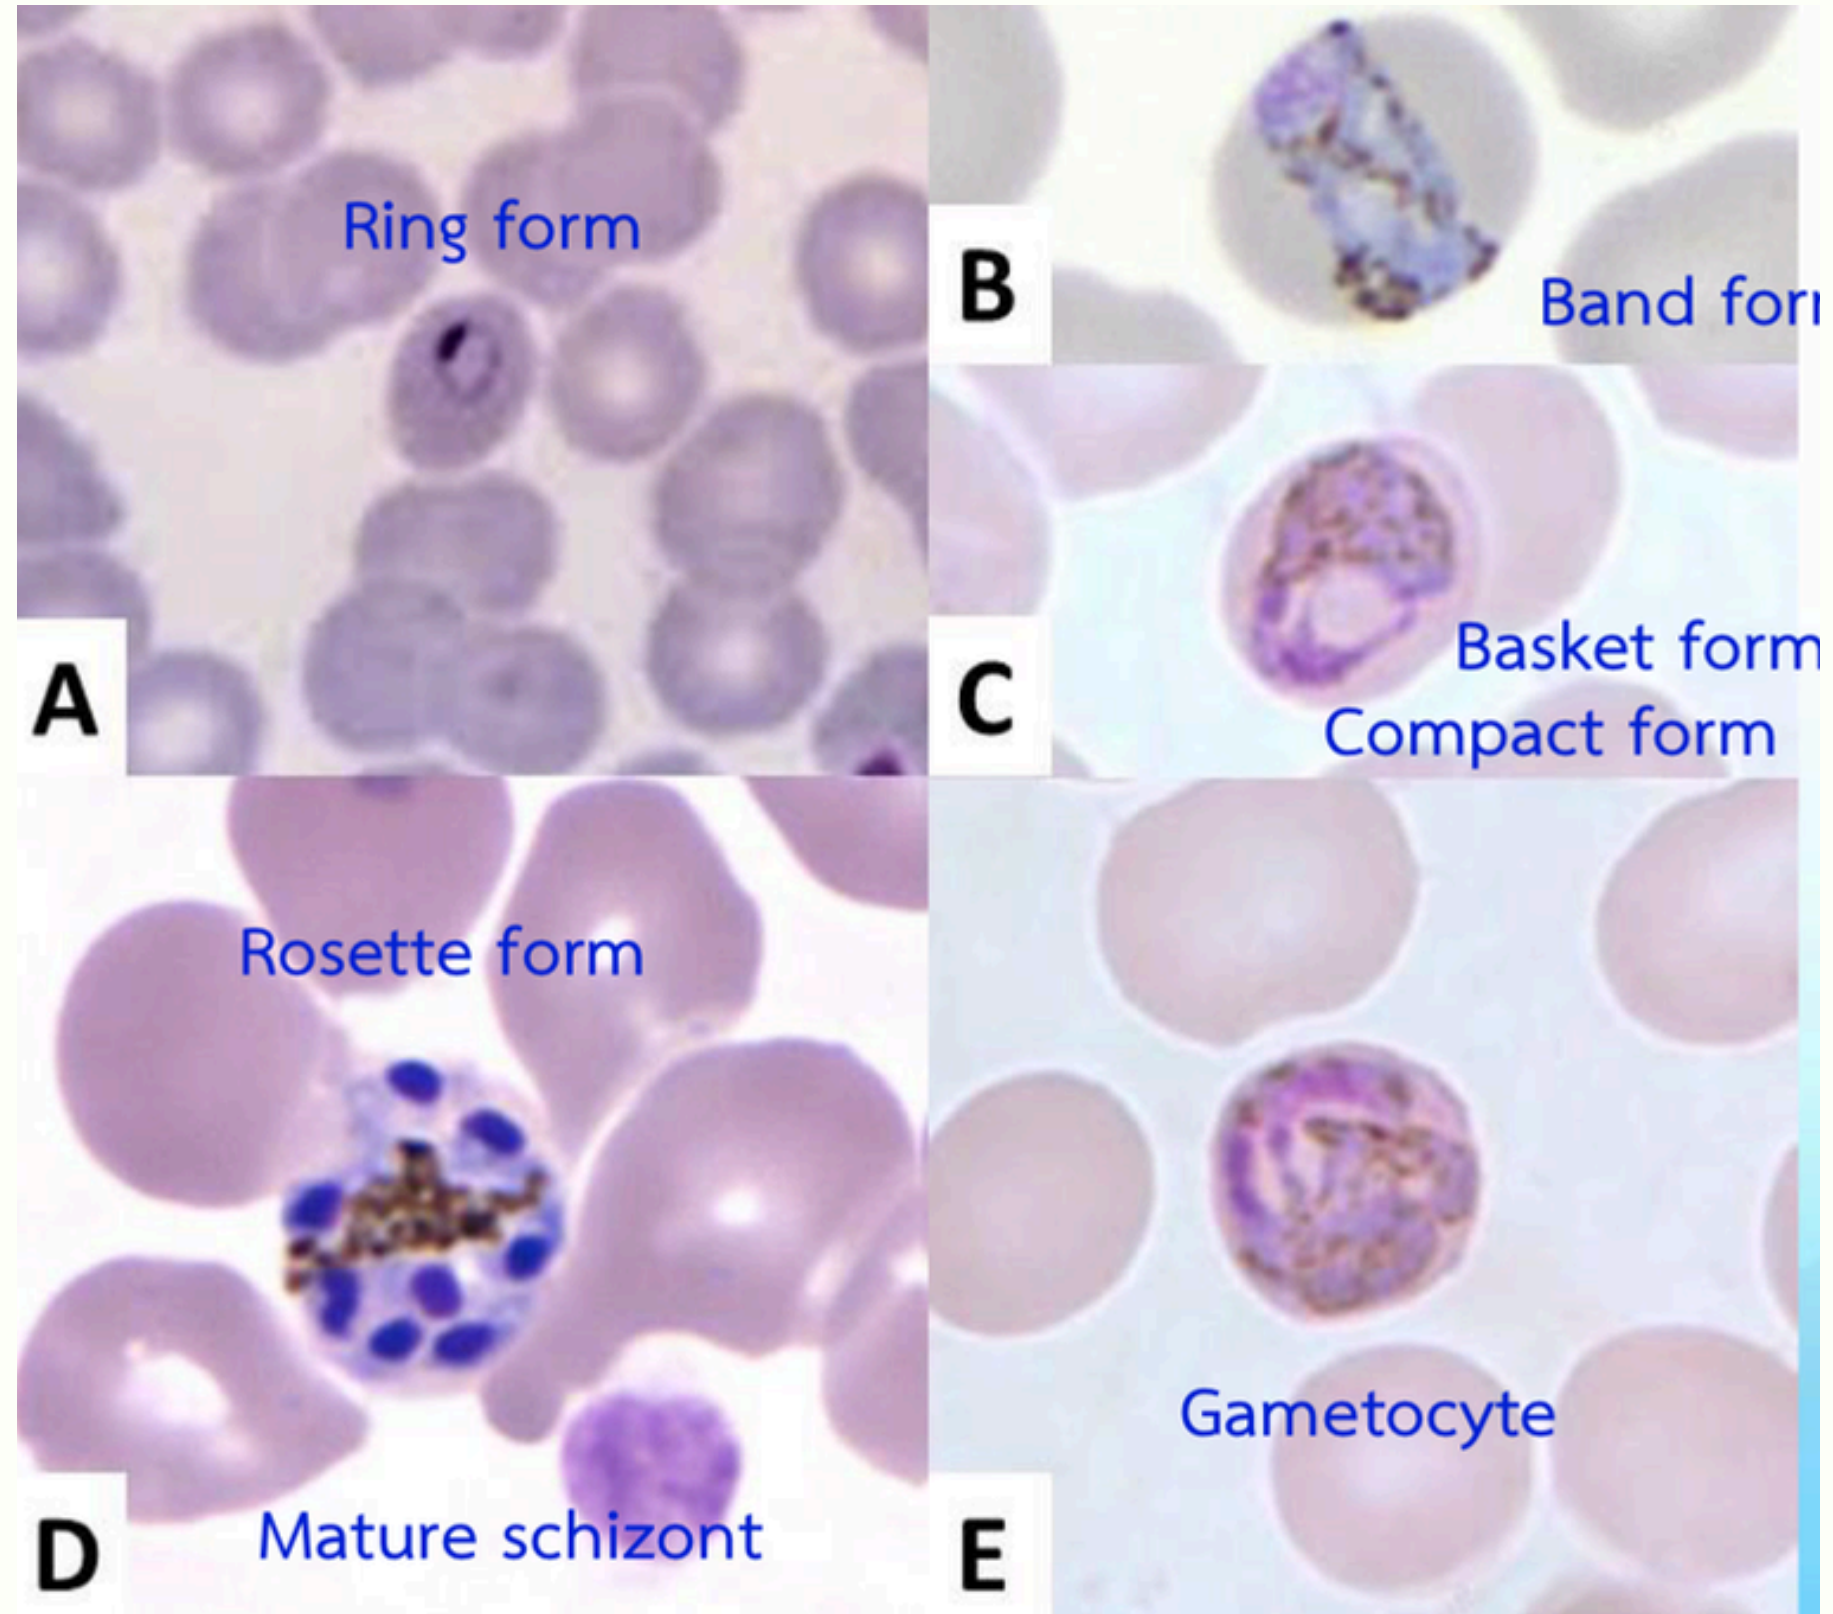 Ring form
A
B
Band for
C
Basket form
Compact form
Rosette form
D
Mature schizont
E
Gametocyte